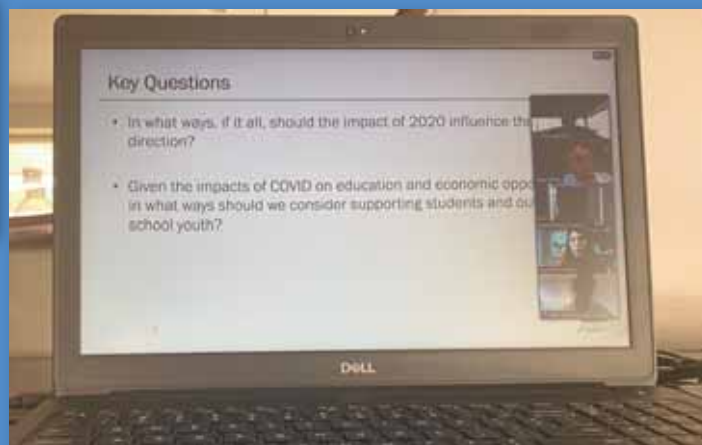 Key Questions
• In what ways, if it all, should the impact of 2020 influence the
direction?
• Given the impacts of COVID on education and economic oppo
in what ways should we consider supporting students and ou
school youth?
DELL